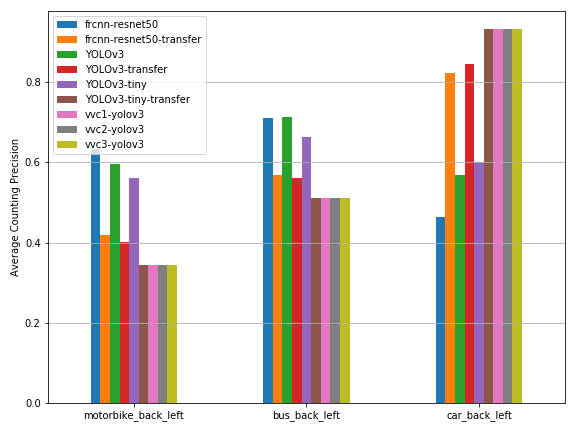 frcnn-resnet50
frcnn-resnet50-transfer
YOLOv3
YOLOv3-transfer
YOLOv3-tiny
YOLOv3-tiny-transfer
vvc1-yolov3
vvc2-yolov3
vvc3-yolov3
Average Counting Precision
0.8
0.6
0.4
0.2
0.0
motorbike_back_left
bus_back_left
car_back_left